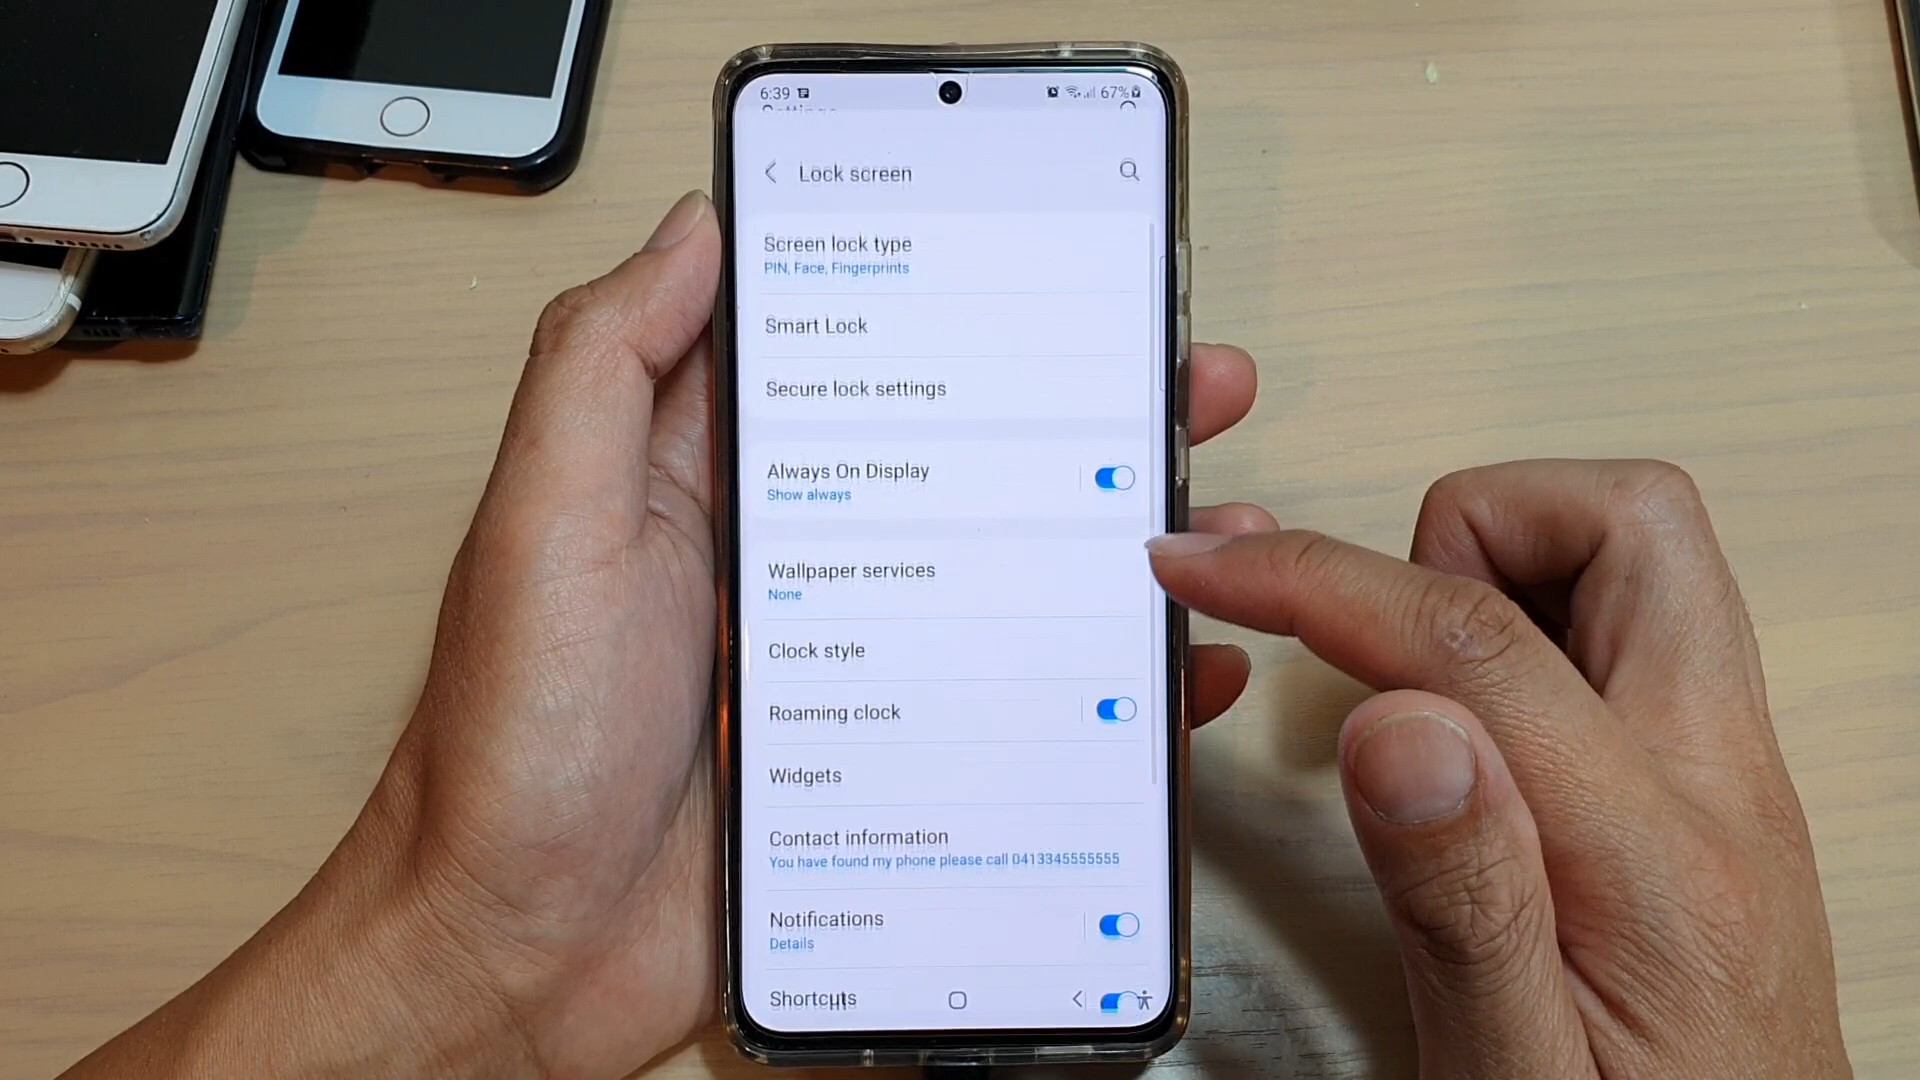 6:39
67%
Settings
Lock screen
Screen lock type
PIN, Face, Fingerprints
Smart Lock
Secure lock settings
Always On Display
Show always
Wallpaper services
None
Clock style
Roaming clock
Widgets
Contact information
You have found my phone please call 0413345555555
Notifications
Details
Shortcuts